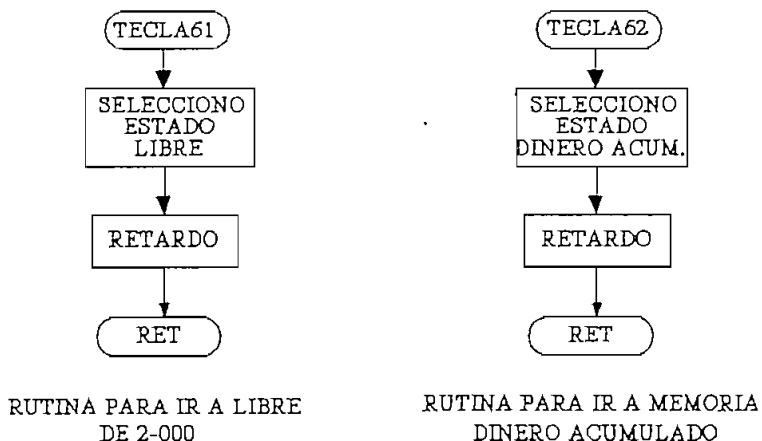 TECLA61
SELECCIONO
ESTADO
LIBRE
RETARDO
RET
RUTINA PARA IR A LIBRE
DE 2-000
TECLA62
SELECCIONO
ESTADO
DINERO ACUM.
RETARDO
RET
RUTINA PARA IR A MEMORIA
DINERO ACUMULADO